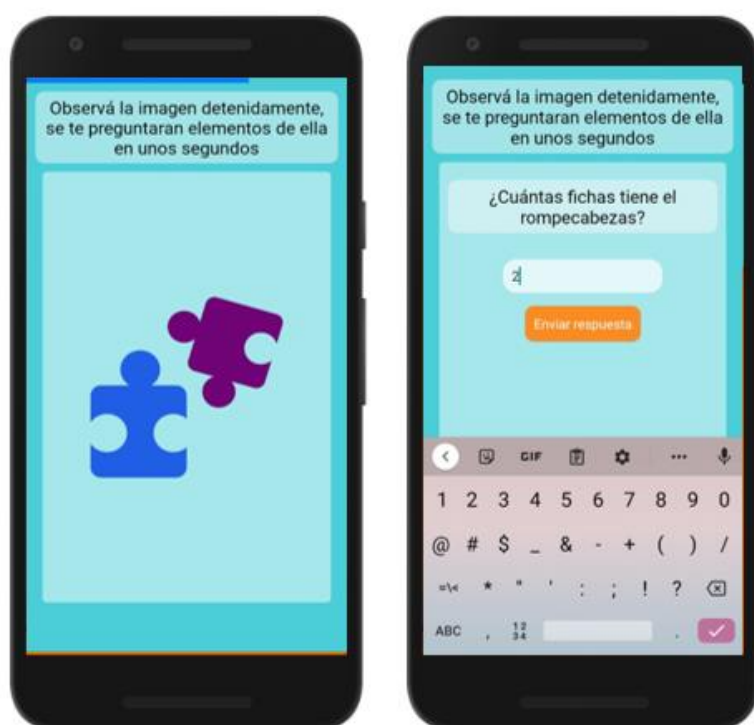 Observá la imagen detenidamente,
se te preguntaran elementos de ella
en unos segundos
Observá la imagen detenidamente,
se te preguntaran elementos de ella
en unos segundos
¿Cuántas fichas tiene el
rompecabezas?
2
Enviar respuesta
GIF
1 2 3 4 5 6 7 8 9 0
@ # $ _ & - + ( ) /
=\< * " ' : ; ! ?
ABC , 12 34 .